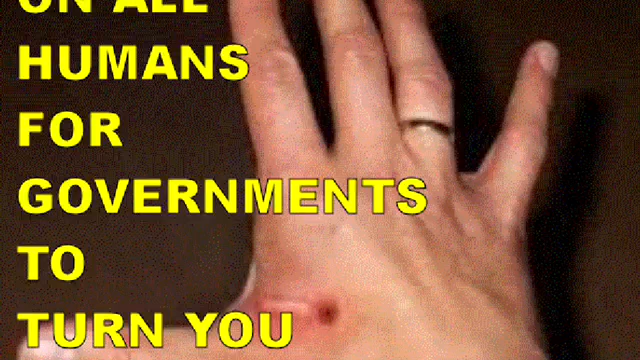 ON ALL
HUMANS
FOR
GOVERNMENTS
TO
TURN YOU